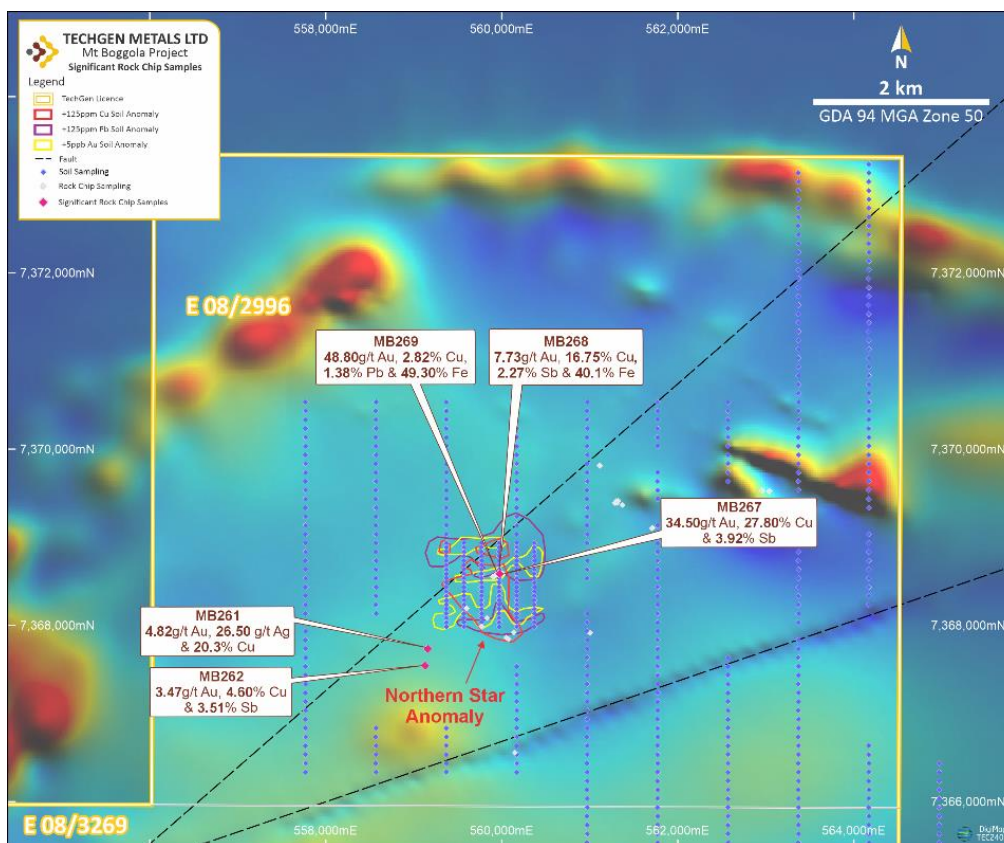 TECHGEN METALS LTD
Mt Boggola Project
Significant Rock Chip Samples
Legend
TechGen Licence
+125ppm Cu Soil Anomaly
+125ppm Pb Soil Anomaly
+5ppb Au Soil Anomaly
Fault
Soil Sampling
Rock Chip Sampling
Significant Rock Chip Samples
558,000mE
560,000mE
562,000mE
N
2 km
GDA 94 MGA Zone 50
7,372,000mN
7,372,000mN
E 08/2996
MB269
48.80g/t Au, 2.82% Cu,
1.38% Pb & 49.30% Fe
MB268
7.73g/t Au, 16.75% Cu,
2.27% Sb & 40.1% Fe
7,370,000mN
7,370,000mN
MB267
34.50g/t Au, 27.80% Cu
& 3.92% Sb
MB261
4.82g/t Au, 26.50 g/t Ag
& 20.3% Cu
7,368,000mN
7,368,000mN
MB262
3.47g/t Au, 4.60% Cu
& 3.51% Sb
Northern Star
Anomaly
7,366,000mN
E 08/3269
558,000mE
560,000mE
562,000mE
564,000mE